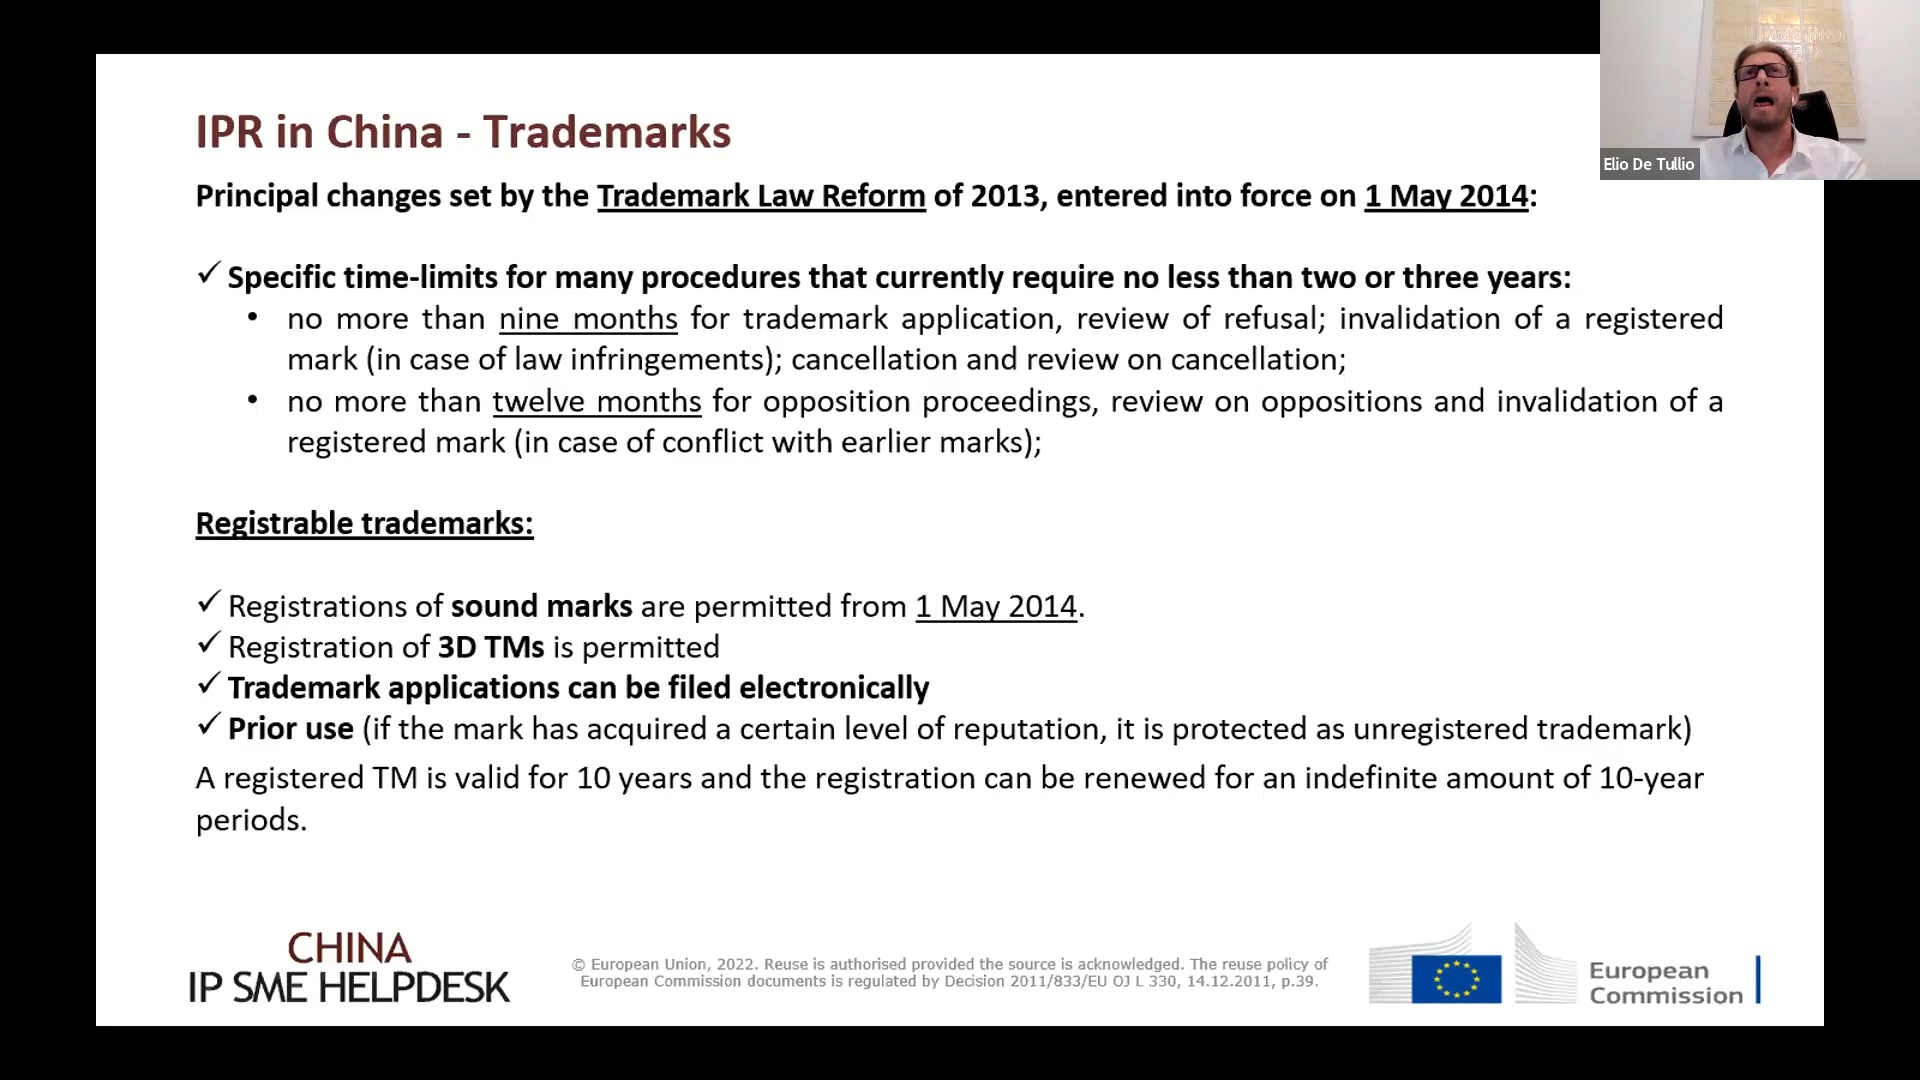 IPR in China - Trademarks
Elio De Tullio
Principal changes set by the Trademark Law Reform of 2013, entered into force on 1 May 2014:
✓ Specific time-limits for many procedures that currently require no less than two or three years:
• no more than nine months for trademark application, review of refusal; invalidation of a registered
mark (in case of law infringements); cancellation and review on cancellation;
• no more than twelve months for opposition proceedings, review on oppositions and invalidation of a
registered mark (in case of conflict with earlier marks);
Registrable trademarks:
✓ Registrations of sound marks are permitted from 1 May 2014.
✓ Registration of 3D TMs is permitted
✓ Trademark applications can be filed electronically
✓ Prior use (if the mark has acquired a certain level of reputation, it is protected as unregistered trademark)
A registered TM is valid for 10 years and the registration can be renewed for an indefinite amount of 10-year
periods.
CHINA
IP SME HELPDESK
© European Union, 2022. Reuse is authorised provided the source is acknowledged. The reuse policy of
European Commission documents is regulated by Decision 2011/833/EU OJ L 330, 14.12.2011, p.39.
European
Commission